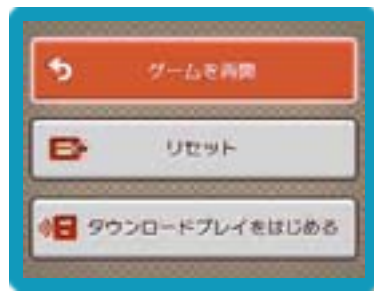 ゲームを再開
リセット
ダウンロードプレイをはじめる